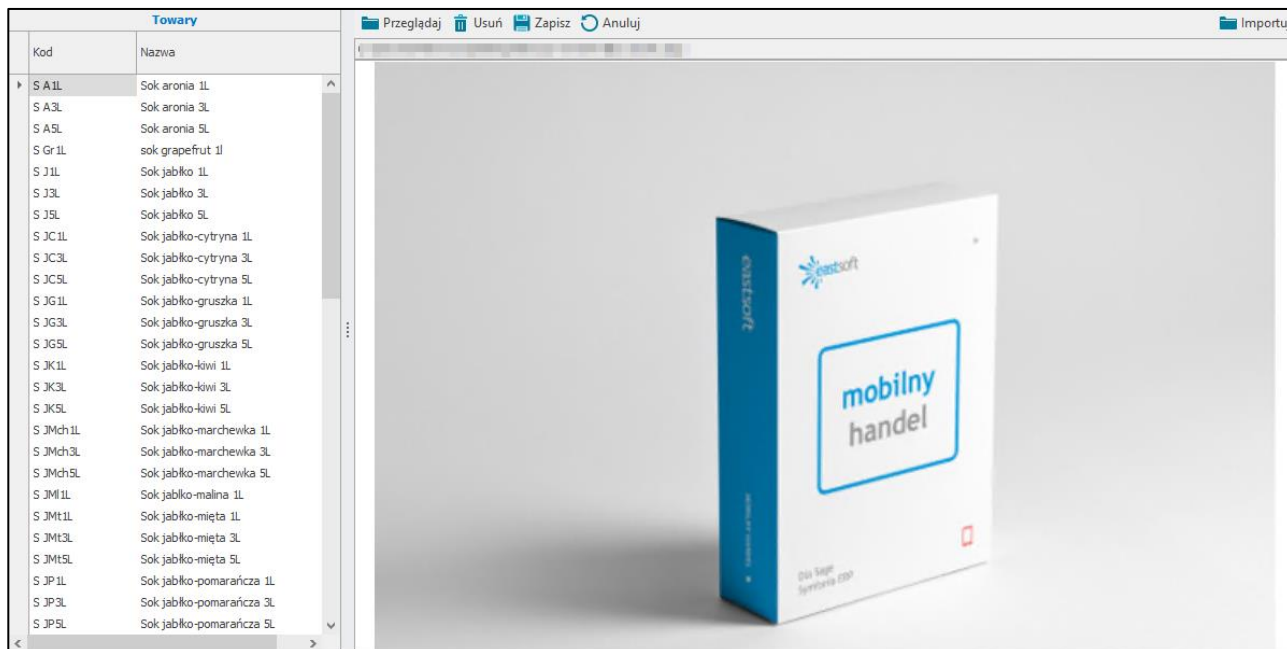 Towary
Kod Nazwa
S A1L Sok aronia 1L
S A3L Sok aronia 3L
S A5L Sok aronia 5L
S Gr1L sok grapefrut 1l
S J1L Sok jabłko 1L
S J3L Sok jabłko 3L
S J5L Sok jabłko 5L
S JC1L Sok jabłko-cytryna 1L
S JC3L Sok jabłko-cytryna 3L
S JC5L Sok jabłko-cytryna 5L
S JG1L Sok jabłko-gruszka 1L
S JG3L Sok jabłko-gruszka 3L
S JG5L Sok jabłko-gruszka 5L
S JK1L Sok jabłko-kiwi 1L
S JK3L Sok jabłko-kiwi 3L
S JK5L Sok jabłko-kiwi 5L
S JMch1L Sok jabłko-marchewka 1L
S JMch3L Sok jabłko-marchewka 3L
S JMch5L Sok jabłko-marchewka 5L
S JMl1L Sok jablko-malina 1L
S JMt1L Sok jabłko-mięta 1L
S JMt3L Sok jabłko-mięta 3L
S JMt5L Sok jabłko-mięta 5L
S JP1L Sok jabłko-pomarańcza 1L
S JP3L Sok jabłko-pomarańcza 3L
S JP5L Sok jabłko-pomarańcza 5L
Przeglądaj Usuń Zapisz Anuluj Importu
eastsoft
eastsoft
mobilny
handel
MOBILNY HANDEL
Dla Sage
Symfonia ERP